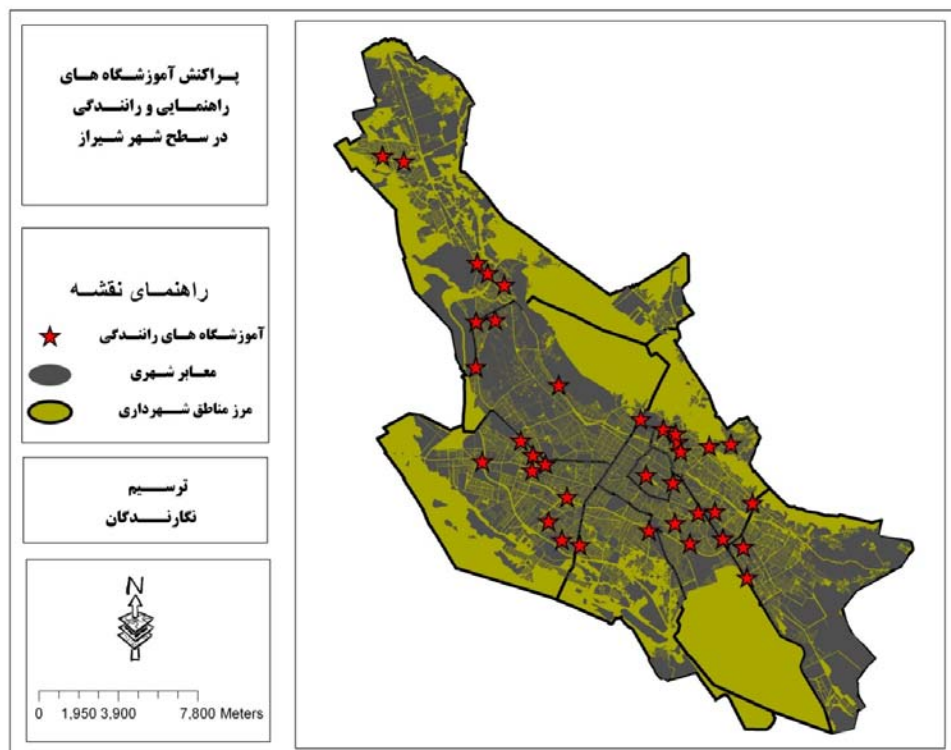 پراکنش آموزشگاه های
راهنمایی و رانندگی
در سطح شهر شیراز
راهنمای نقشه
آموزشگاه های رانندگی
معابر شهری
مرز مناطق شهرداری
ترسیم
نگارندگان
N
0 1,950 3,900 7,800 Meters